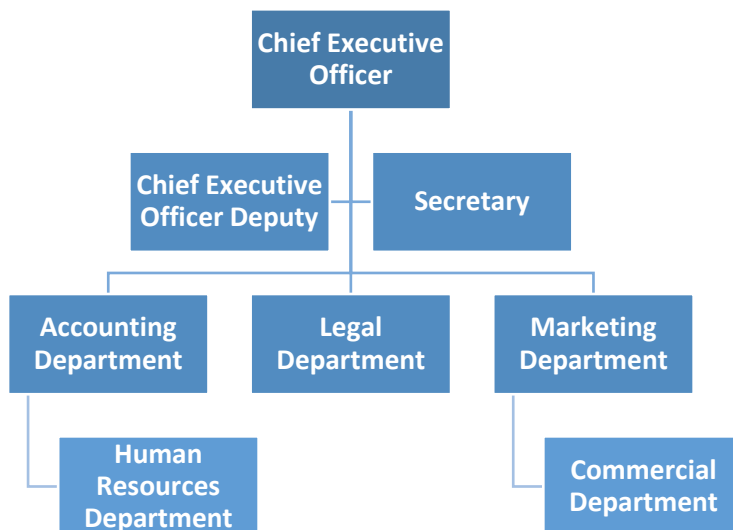 Chief Executive
Officer
Chief Executive
Officer Deputy
Secretary
Accounting
Department
Legal
Department
Marketing
Department
Human
Resources
Department
Commercial
Department